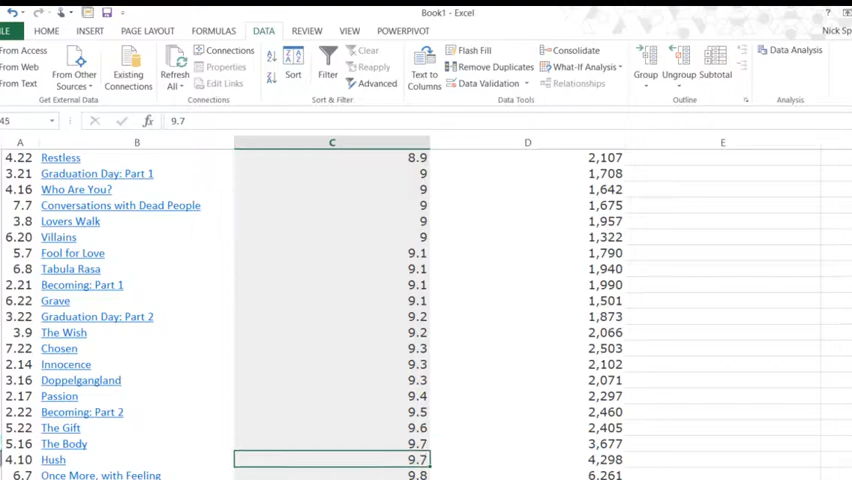 Book1 - Excel
HOME INSERT PAGE LAYOUT FORMULAS DATA REVIEW VIEW POWERPIVOT Nick Sp
From Access
From Web
From Text
From Other Sources
Get External Data
Existing Connections
Refresh All
Connections
Properties
Edit Links
Connections
Sort
Filter
Clear
Reapply
Advanced
Sort & Filter
Text to Columns
Flash Fill
Remove Duplicates
Data Validation
Consolidate
What-If Analysis
Relationships
Data Tools
Group
Ungroup
Subtotal
Outline
Data Analysis
Analysis
45 fx 9.7
A B C D E
4.22 Restless 8.9 2,107
3.21 Graduation Day: Part 1 9 1,708
4.16 Who Are You? 9 1,642
7.7 Conversations with Dead People 9 1,675
3.8 Lovers Walk 9 1,957
6.20 Villains 9 1,322
5.7 Fool for Love 9.1 1,790
6.8 Tabula Rasa 9.1 1,940
2.21 Becoming: Part 1 9.1 1,990
6.22 Grave 9.1 1,501
3.22 Graduation Day: Part 2 9.2 1,873
3.9 The Wish 9.2 2,066
7.22 Chosen 9.3 2,503
2.14 Innocence 9.3 2,102
3.16 Doppelgangland 9.3 2,071
2.17 Passion 9.4 2,297
2.22 Becoming: Part 2 9.5 2,460
5.22 The Gift 9.6 2,405
5.16 The Body 9.7 3,677
4.10 Hush 9.7 4,298
6.7 Once More, with Feeling 9.8 6,261